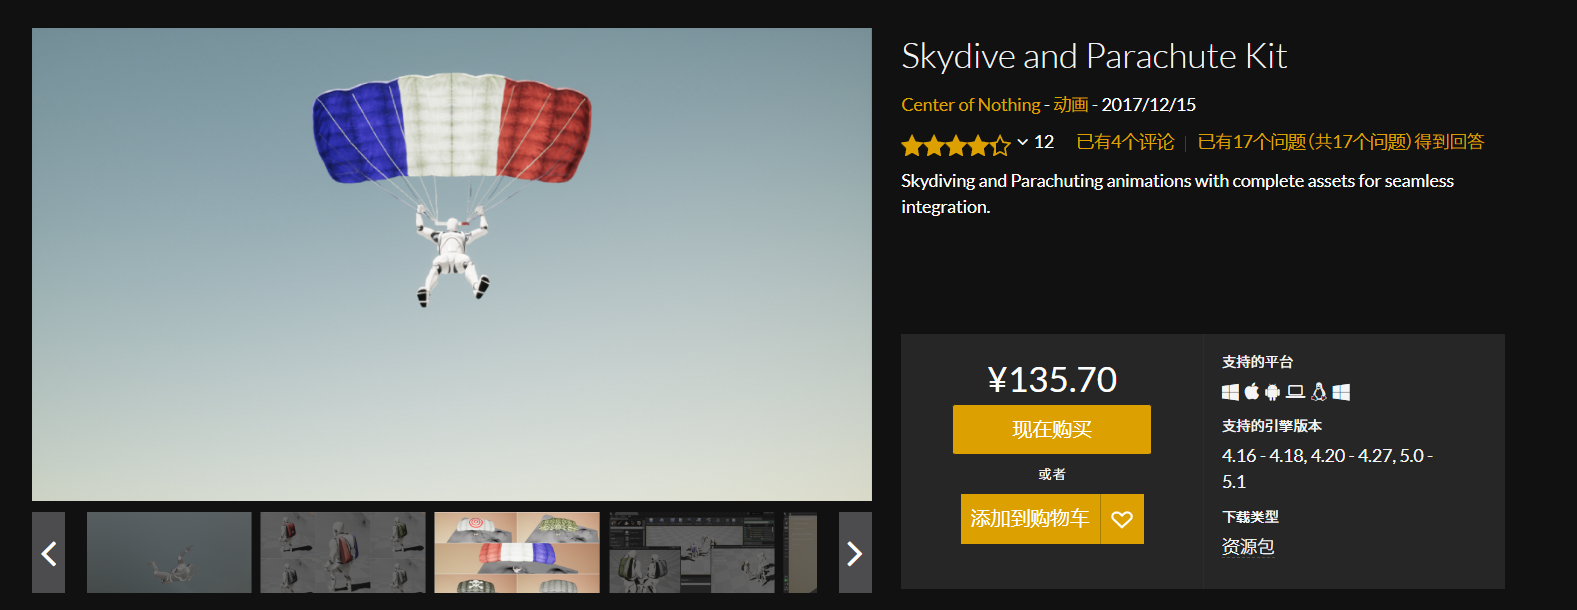 Skydive and Parachute Kit
Center of Nothing - 动画 - 2017/12/15
12 已有4个评论 | 已有17个问题（共17个问题）得到回答
Skydiving and Parachuting animations with complete assets for seamless
integration.
¥135.70
现在购买
或者
添加到购物车
支持的平台
支持的引擎版本
4.16 - 4.18, 4.20 - 4.27, 5.0 -
5.1
下载类型
资源包